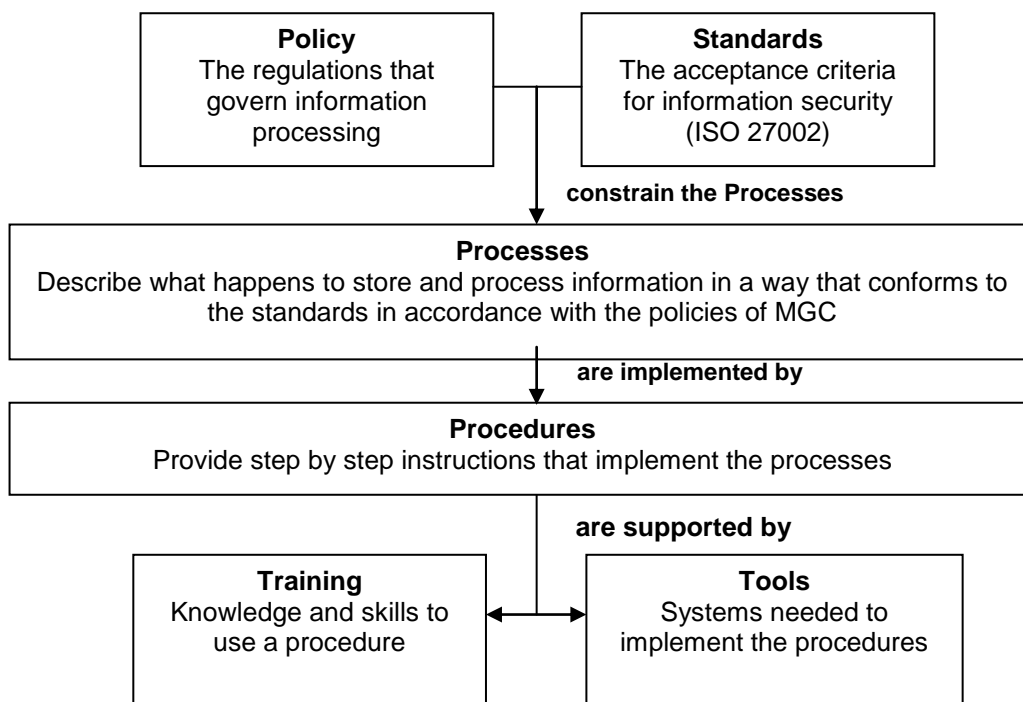 Policy
The regulations that
govern information
processing
Standards
The acceptance criteria
for information security
(ISO 27002)
constrain the Processes
Processes
Describe what happens to store and process information in a way that conforms to
the standards in accordance with the policies of MGC
are implemented by
Procedures
Provide step by step instructions that implement the processes
are supported by
Training
Knowledge and skills to
use a procedure
Tools
Systems needed to
implement the procedures